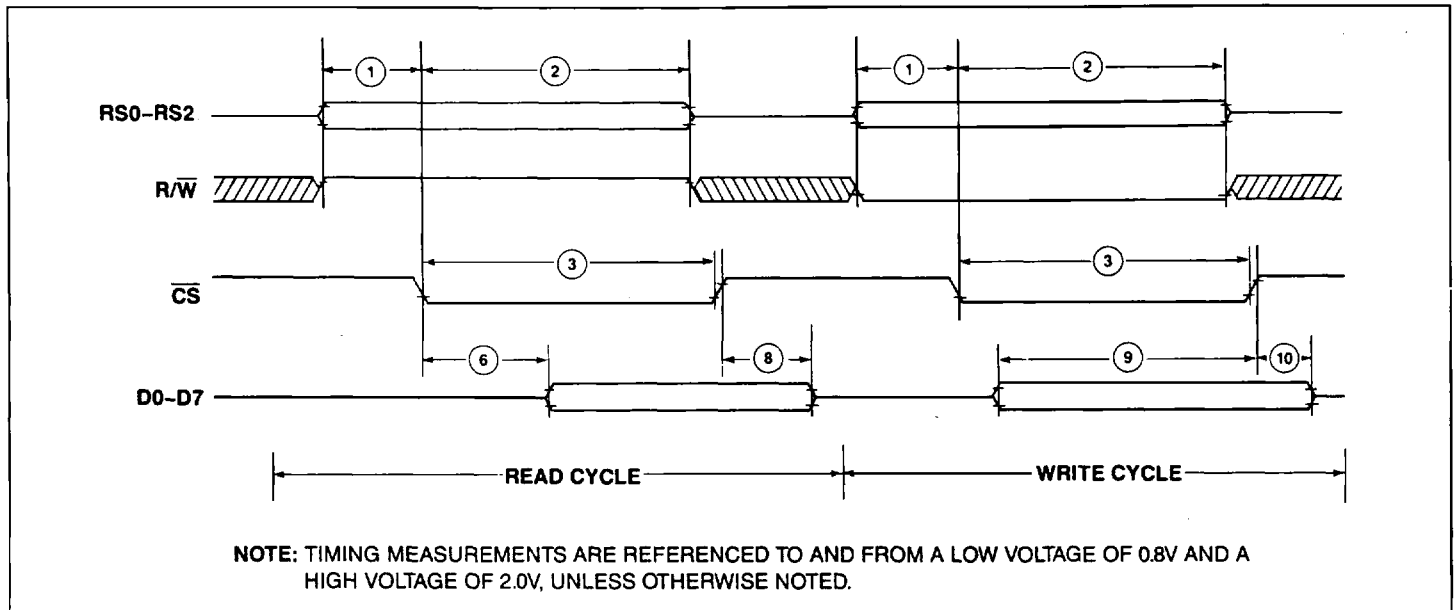 1 2 1 2
RS0-RS2
R/W̅
3 3
C̅S̅
6 8 9 10
D0-D7
READ CYCLE WRITE CYCLE
NOTE: TIMING MEASUREMENTS ARE REFERENCED TO AND FROM A LOW VOLTAGE OF 0.8V AND A
HIGH VOLTAGE OF 2.0V, UNLESS OTHERWISE NOTED.